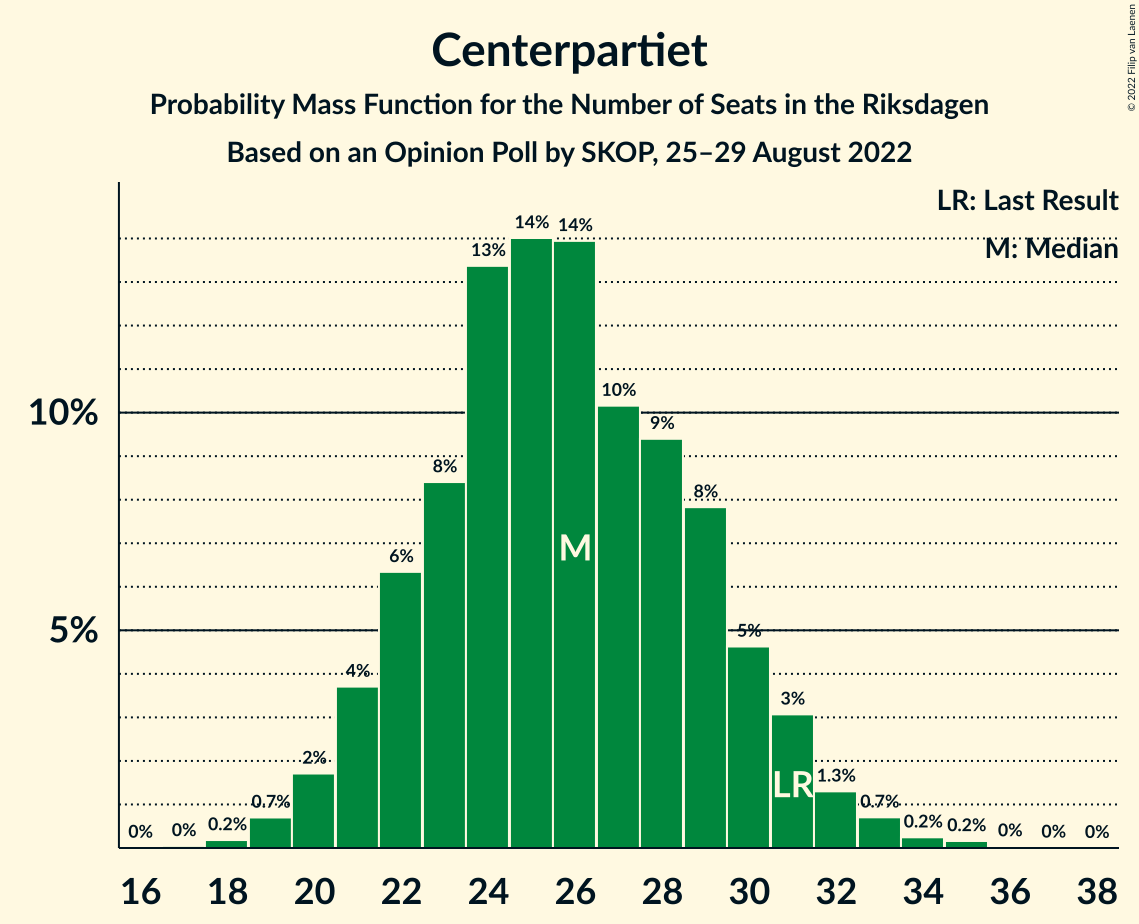 Centerpartiet
Probability Mass Function for the Number of Seats in the Riksdagen
Based on an Opinion Poll by SKOP, 25–29 August 2022
© 2022 Filip van Laenen
LR: Last Result
M: Median
10%
5%
0%
0%
0.2%
0.7%
2%
4%
6%
8%
13%
14%
14%
10%
9%
8%
5%
3%
1.3%
0.7%
0.2%
0.2%
0%
0%
0%
M
LR
16 18 20 22 24 26 28 30 32 34 36 38